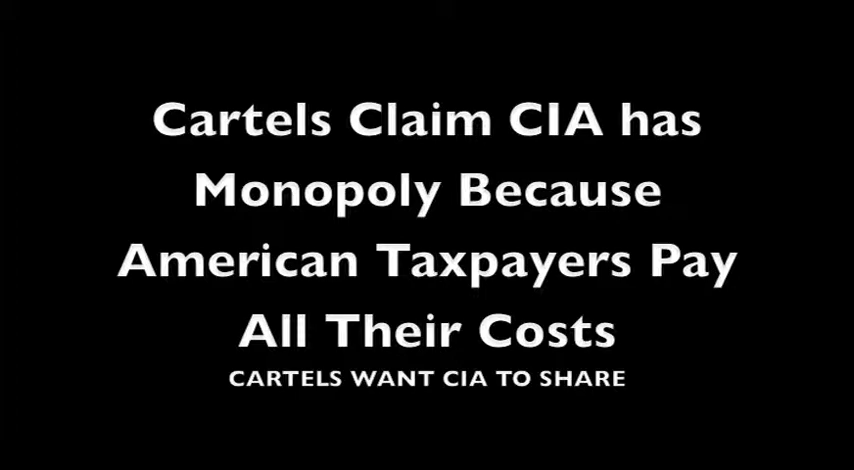 Cartels Claim CIA has
Monopoly Because
American Taxpayers Pay
All Their Costs
CARTELS WANT CIA TO SHARE